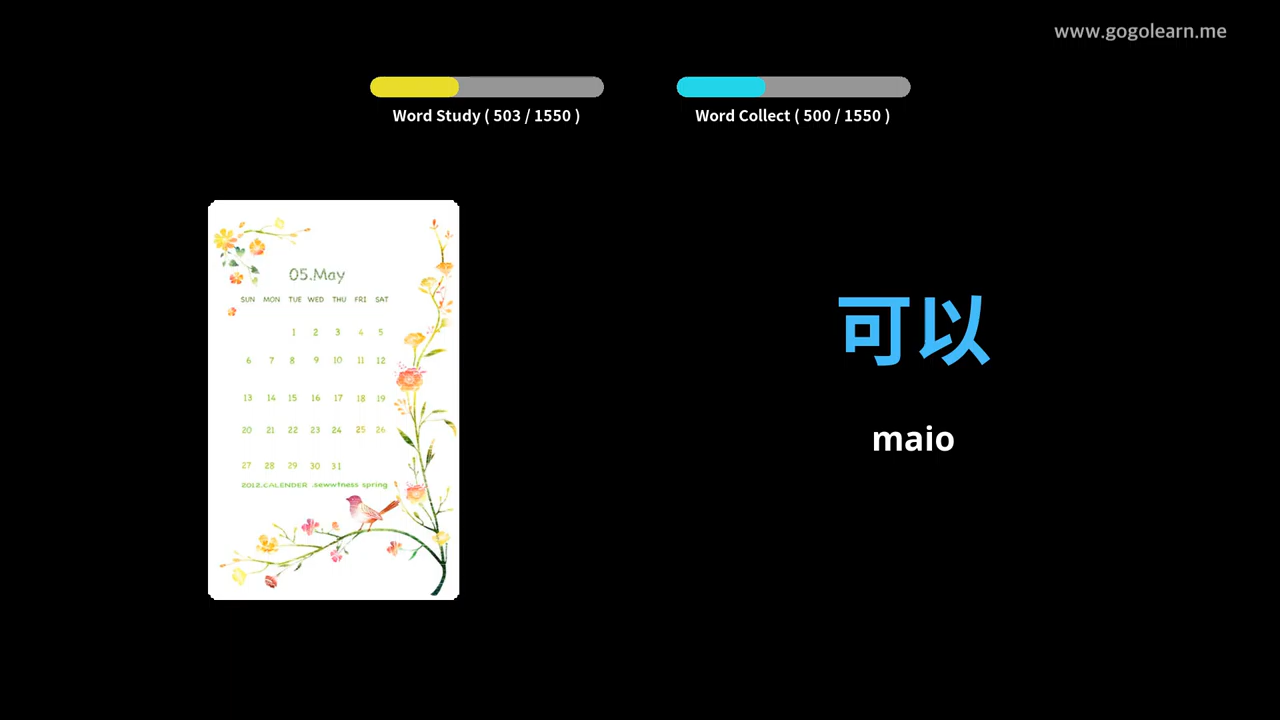 www.gogolearn.me
Word Study ( 503 / 1550 )
Word Collect ( 500 / 1550 )
05.May
SUN MON TUE WED THU FRI SAT
1 2 3 4 5
6 7 8 9 10 11 12
13 14 15 16 17 18 19
20 21 22 23 24 25 26
27 28 29 30 31
2012.CALENDER .sewwfness spring
可以
maio